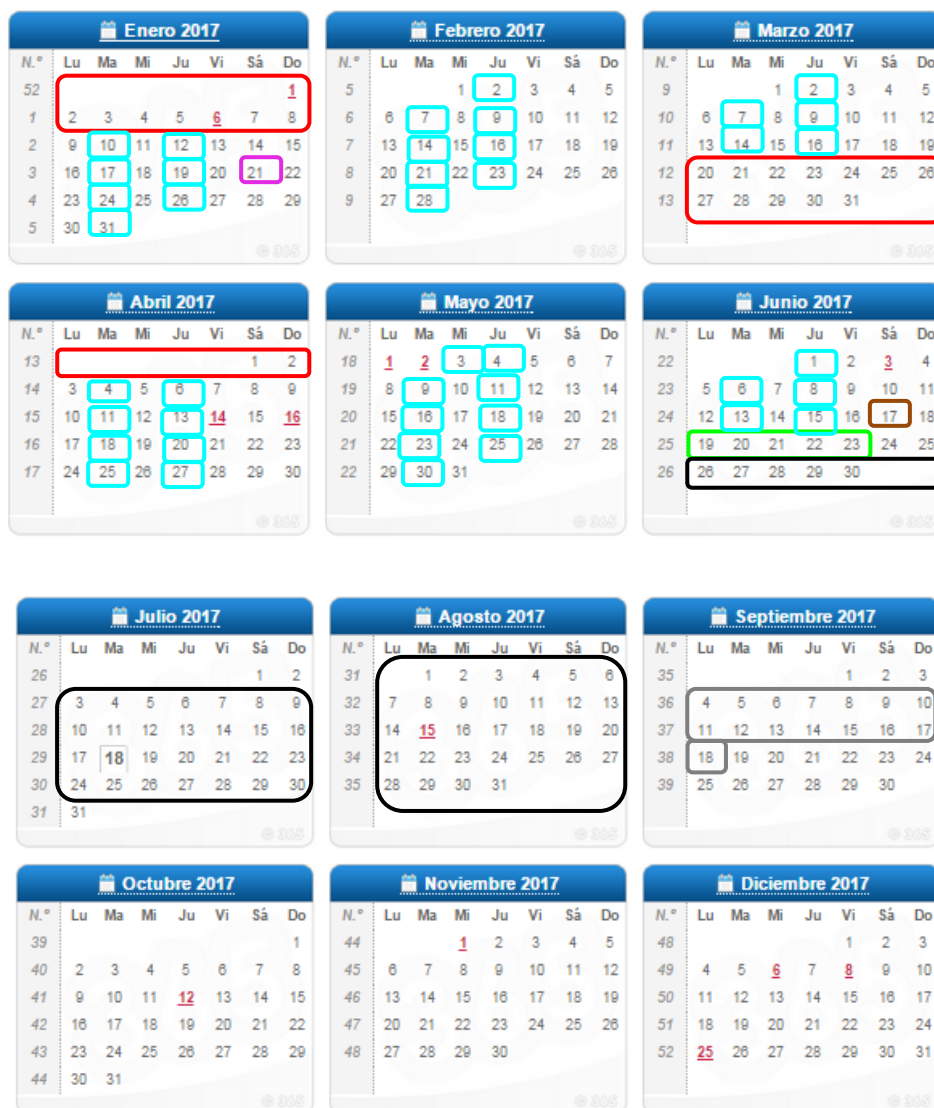 Enero 2017
N.º Lu Ma Mi Ju Vi Sá Do
52 1
1 2 3 4 5 6 7 8
2 9 10 11 12 13 14 15
3 16 17 18 19 20 21 22
4 23 24 25 26 27 28 29
5 30 31
© 365
Febrero 2017
N.º Lu Ma Mi Ju Vi Sá Do
5 1 2 3 4 5
6 6 7 8 9 10 11 12
7 13 14 15 16 17 18 19
8 20 21 22 23 24 25 26
9 27 28
© 365
Marzo 2017
N.º Lu Ma Mi Ju Vi Sá Do
9 1 2 3 4 5
10 6 7 8 9 10 11 12
11 13 14 15 16 17 18 19
12 20 21 22 23 24 25 26
13 27 28 29 30 31
© 365
Abril 2017
N.º Lu Ma Mi Ju Vi Sá Do
13 1 2
14 3 4 5 6 7 8 9
15 10 11 12 13 14 15 16
16 17 18 19 20 21 22 23
17 24 25 26 27 28 29 30
© 365
Mayo 2017
N.º Lu Ma Mi Ju Vi Sá Do
18 1 2 3 4 5 6 7
19 8 9 10 11 12 13 14
20 15 16 17 18 19 20 21
21 22 23 24 25 26 27 28
22 29 30 31
© 365
Junio 2017
N.º Lu Ma Mi Ju Vi Sá Do
22 1 2 3 4
23 5 6 7 8 9 10 11
24 12 13 14 15 16 17 18
25 19 20 21 22 23 24 25
26 26 27 28 29 30
© 365
Julio 2017
N.º Lu Ma Mi Ju Vi Sá Do
26 1 2
27 3 4 5 6 7 8 9
28 10 11 12 13 14 15 16
29 17 18 19 20 21 22 23
30 24 25 26 27 28 29 30
31 31
© 365
Agosto 2017
N.º Lu Ma Mi Ju Vi Sá Do
31 1 2 3 4 5 6
32 7 8 9 10 11 12 13
33 14 15 16 17 18 19 20
34 21 22 23 24 25 26 27
35 28 29 30 31
© 365
Septiembre 2017
N.º Lu Ma Mi Ju Vi Sá Do
35 1 2 3
36 4 5 6 7 8 9 10
37 11 12 13 14 15 16 17
38 18 19 20 21 22 23 24
39 25 26 27 28 29 30
© 365
Octubre 2017
N.º Lu Ma Mi Ju Vi Sá Do
39 1
40 2 3 4 5 6 7 8
41 9 10 11 12 13 14 15
42 16 17 18 19 20 21 22
43 23 24 25 26 27 28 29
44 30 31
© 365
Noviembre 2017
N.º Lu Ma Mi Ju Vi Sá Do
44 1 2 3 4 5
45 6 7 8 9 10 11 12
46 13 14 15 16 17 18 19
47 20 21 22 23 24 25 26
48 27 28 29 30
© 365
Diciembre 2017
N.º Lu Ma Mi Ju Vi Sá Do
48 1 2 3
49 4 5 6 7 8 9 10
50 11 12 13 14 15 16 17
51 18 19 20 21 22 23 24
52 25 26 27 28 29 30 31
© 365